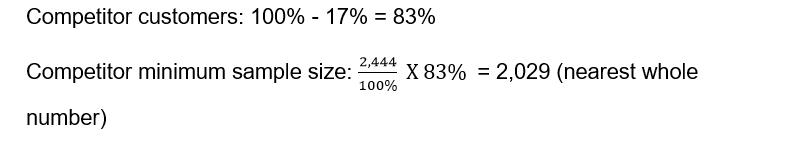 Competitor customers: 100% - 17% = 83%
Competitor minimum sample size: 2,444/100% X 83% = 2,029 (nearest whole
number)